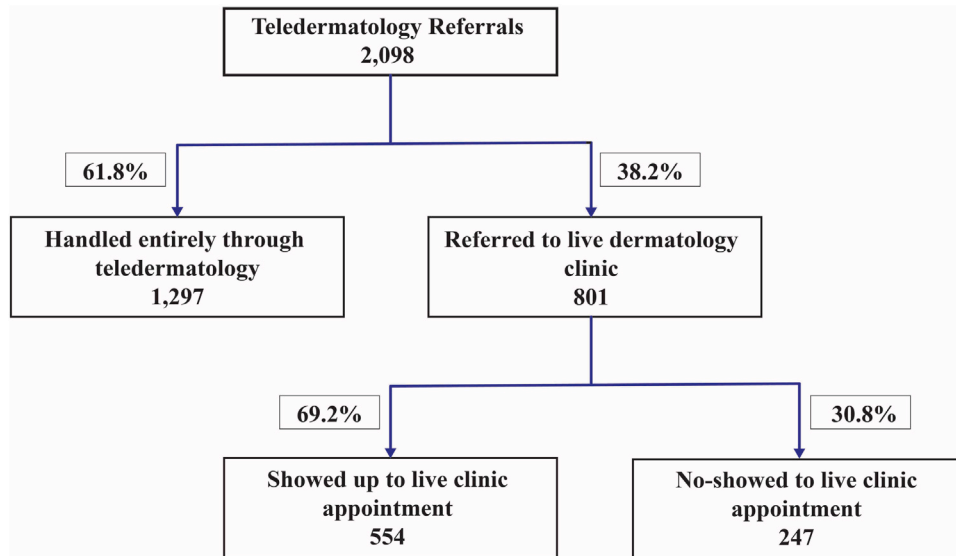 Teledermatology Referrals
2,098
61.8%
38.2%
Handled entirely through
teledermatology
1,297
Referred to live dermatology
clinic
801
69.2%
30.8%
Showed up to live clinic
appointment
554
No-showed to live clinic
appointment
247